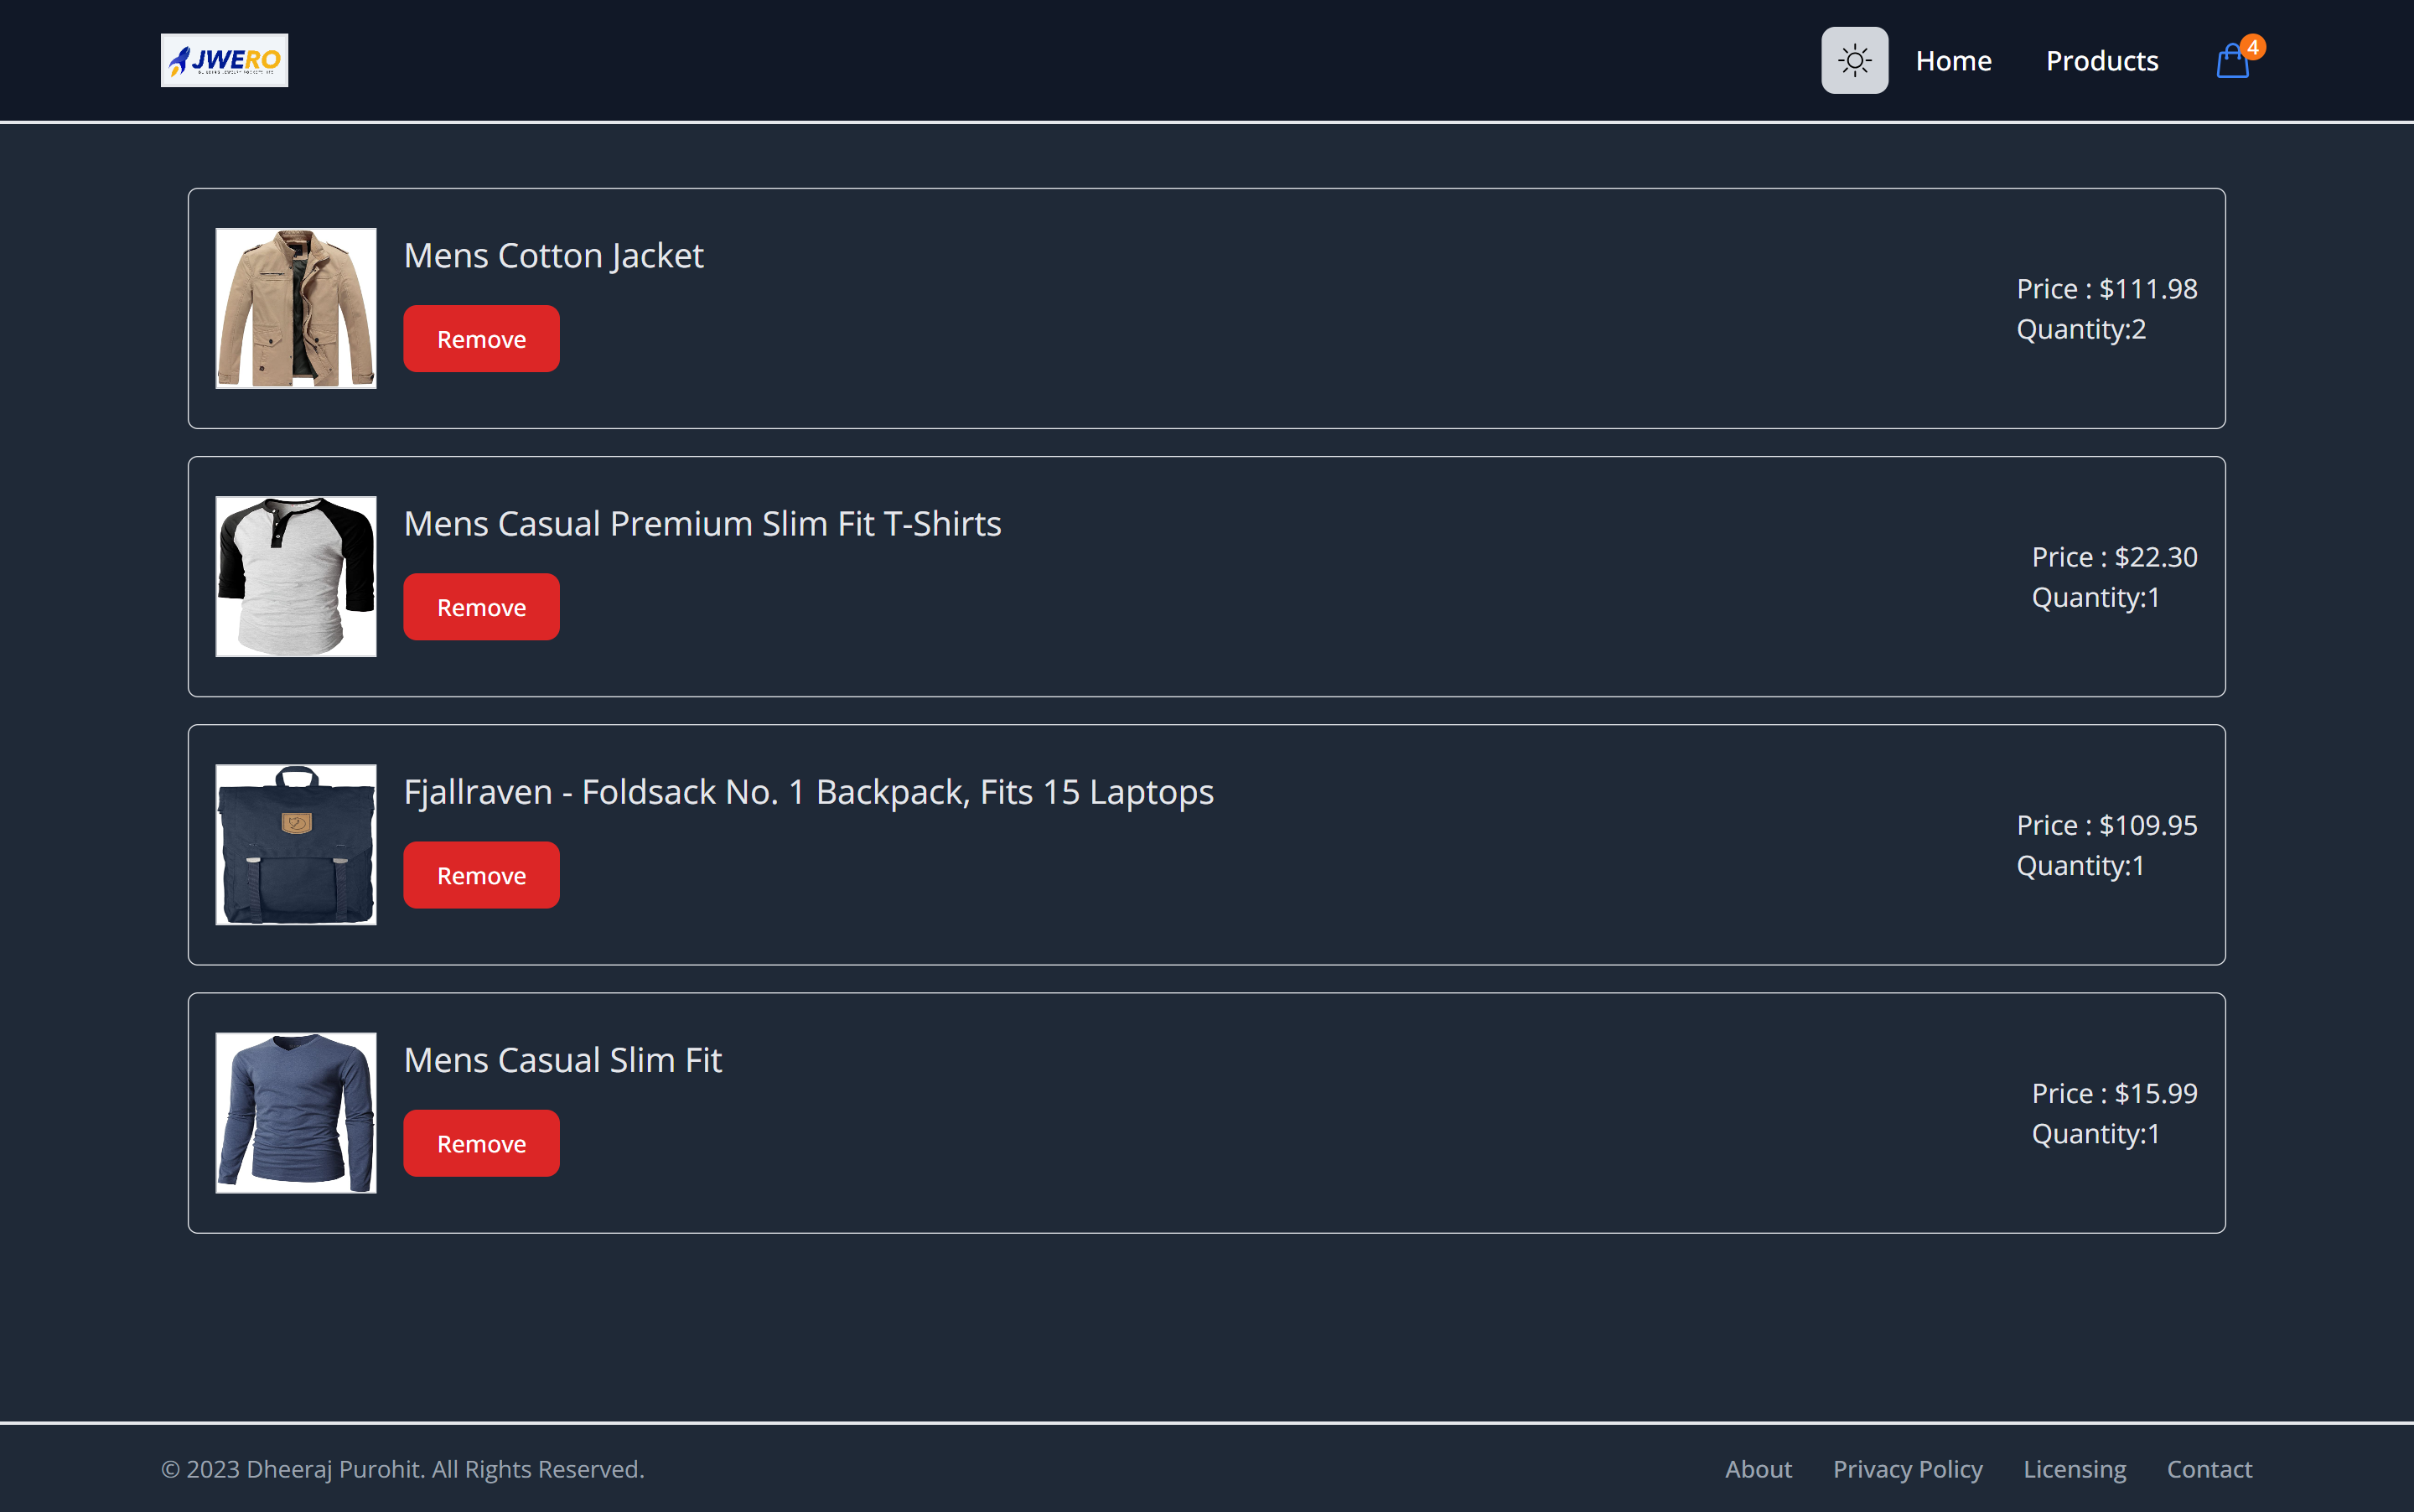 JWERO
Home
Products
4
Mens Cotton Jacket
Remove
Price : $111.98
Quantity:2
Mens Casual Premium Slim Fit T-Shirts
Remove
Price : $22.30
Quantity:1
Fjallraven - Foldsack No. 1 Backpack, Fits 15 Laptops
Remove
Price : $109.95
Quantity:1
Mens Casual Slim Fit
Remove
Price : $15.99
Quantity:1
© 2023 Dheeraj Purohit. All Rights Reserved.
About
Privacy Policy
Licensing
Contact